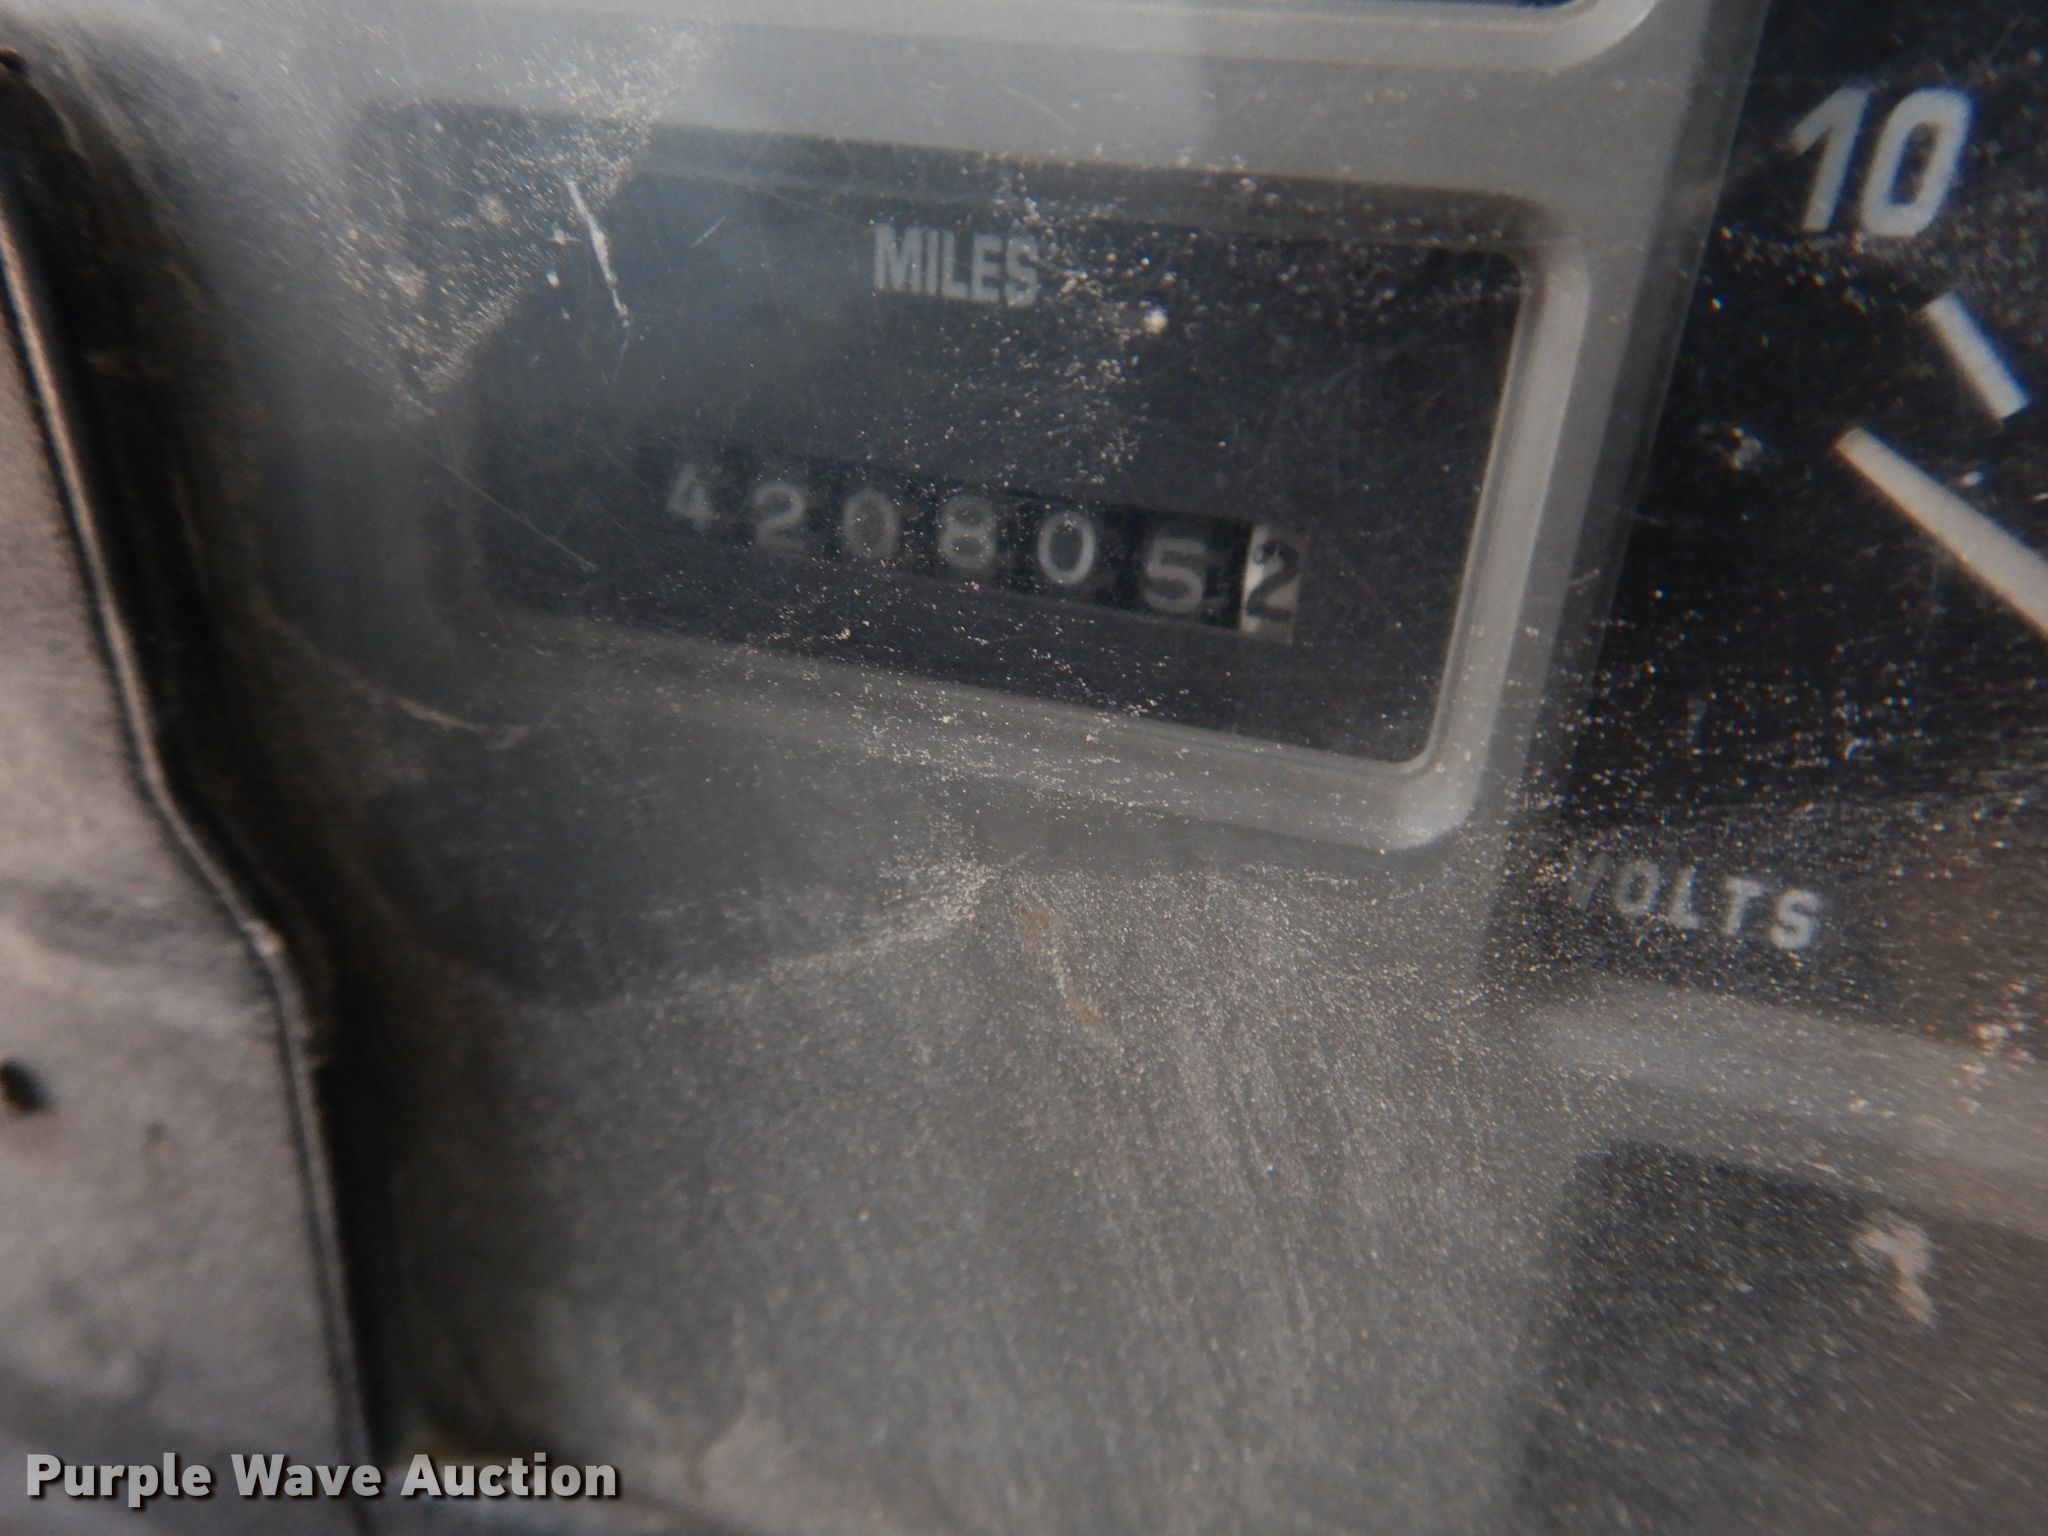 10
MILES
4208052
VOLTS
Purple Wave Auction